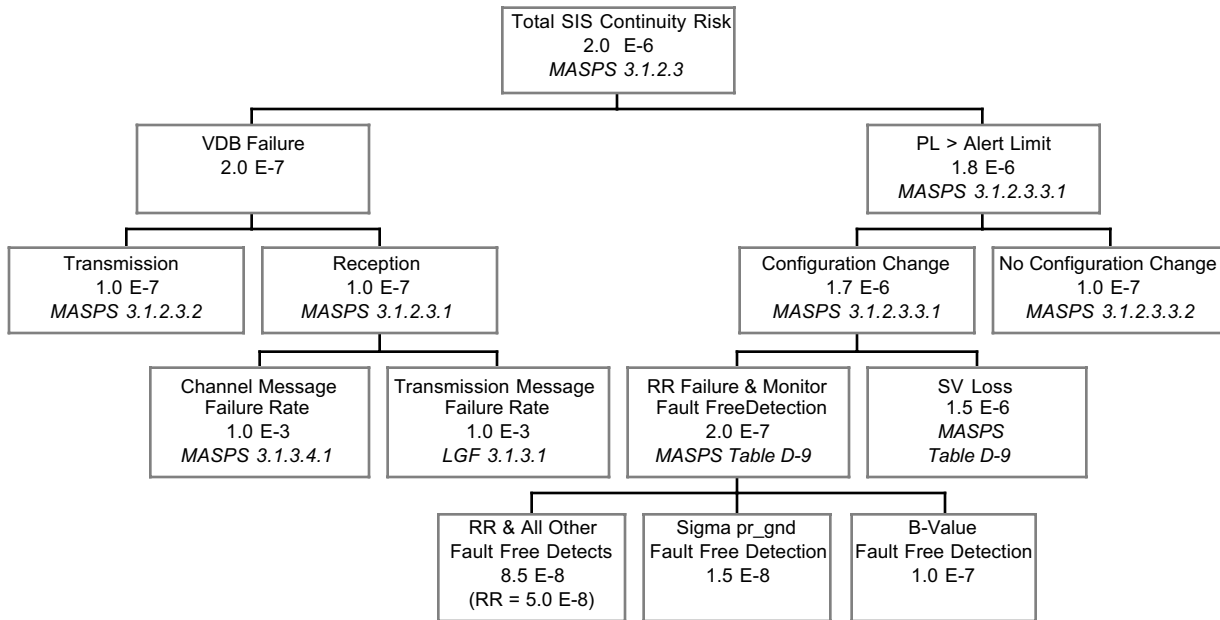 Total SIS Continuity Risk
2.0 E-6
MASPS 3.1.2.3
VDB Failure
2.0 E-7
PL > Alert Limit
1.8 E-6
MASPS 3.1.2.3.3.1
Transmission
1.0 E-7
MASPS 3.1.2.3.2
Reception
1.0 E-7
MASPS 3.1.2.3.1
Configuration Change
1.7 E-6
MASPS 3.1.2.3.3.1
No Configuration Change
1.0 E-7
MASPS 3.1.2.3.3.2
Channel Message
Failure Rate
1.0 E-3
MASPS 3.1.3.4.1
Transmission Message
Failure Rate
1.0 E-3
LGF 3.1.3.1
RR Failure & Monitor
Fault FreeDetection
2.0 E-7
MASPS Table D-9
SV Loss
1.5 E-6
MASPS
Table D-9
RR & All Other
Fault Free Detects
8.5 E-8
(RR = 5.0 E-8)
Sigma pr_gnd
Fault Free Detection
1.5 E-8
B-Value
Fault Free Detection
1.0 E-7